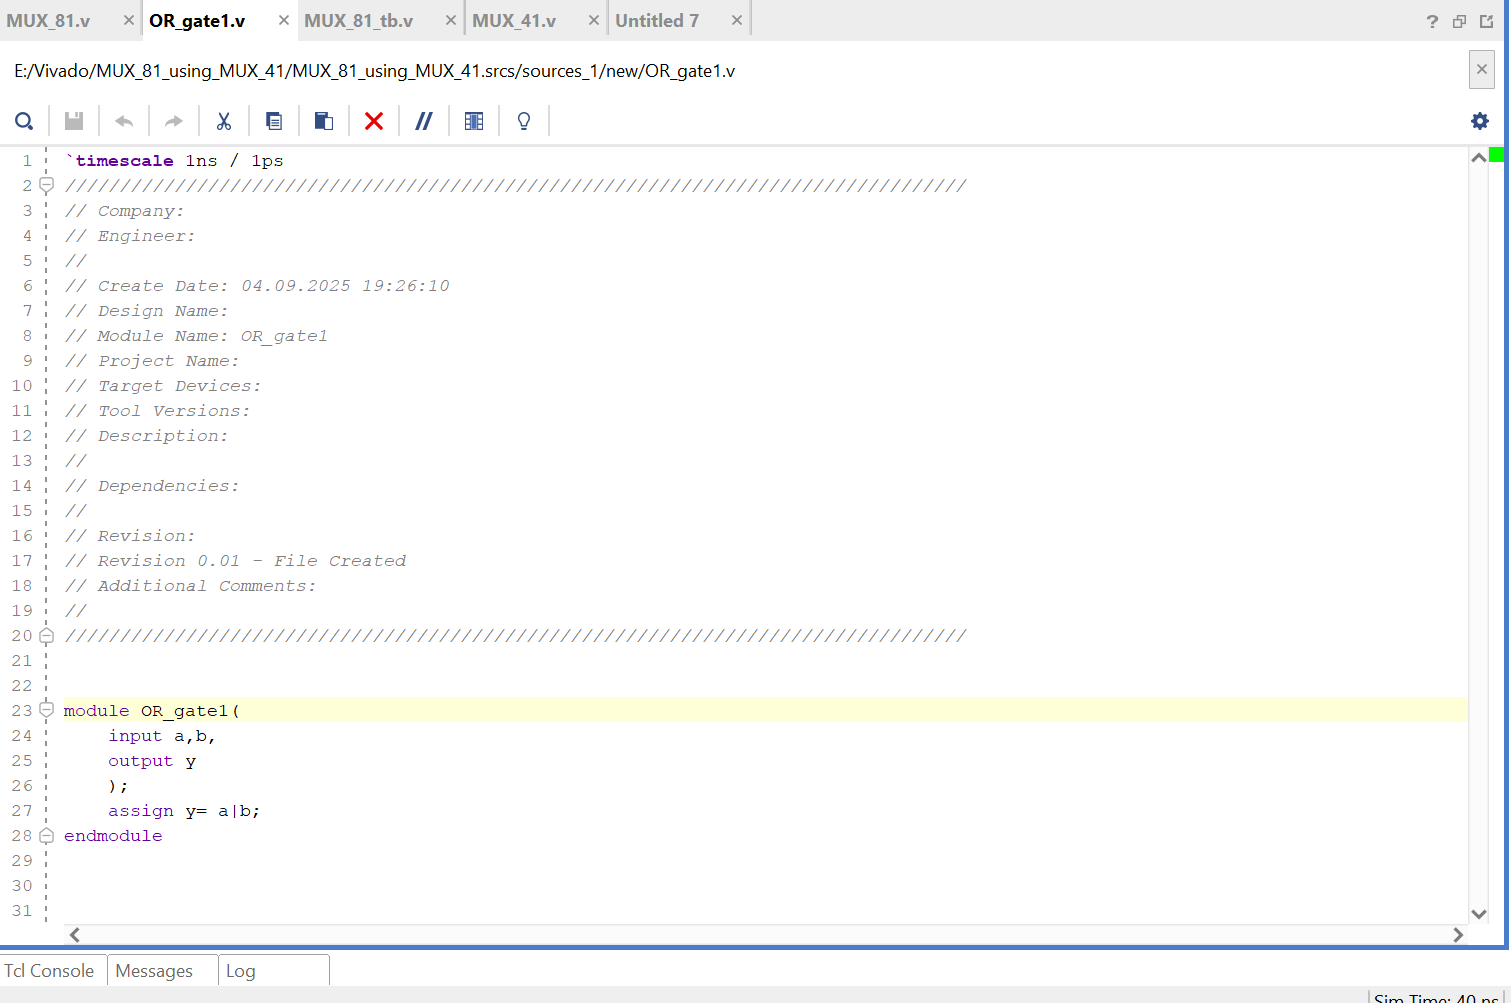 MUX_81.v × OR_gate1.v × MUX_81_tb.v × MUX_41.v × Untitled 7 × ?
E:/Vivado/MUX_81_using_MUX_41/MUX_81_using_MUX_41.srcs/sources_1/new/OR_gate1.v ×
1 `timescale 1ns / 1ps
2 //////////////////////////////////////////////////////////////////////////////////
3 // Company:
4 // Engineer:
5 //
6 // Create Date: 04.09.2025 19:26:10
7 // Design Name:
8 // Module Name: OR_gate1
9 // Project Name:
10 // Target Devices:
11 // Tool Versions:
12 // Description:
13 //
14 // Dependencies:
15 //
16 // Revision:
17 // Revision 0.01 - File Created
18 // Additional Comments:
19 //
20 //////////////////////////////////////////////////////////////////////////////////
21
22
23 module OR_gate1(
24 input a,b,
25 output y
26 );
27 assign y= a|b;
28 endmodule
29
30
31
Tcl Console Messages Log
Sim Time: 40 ns